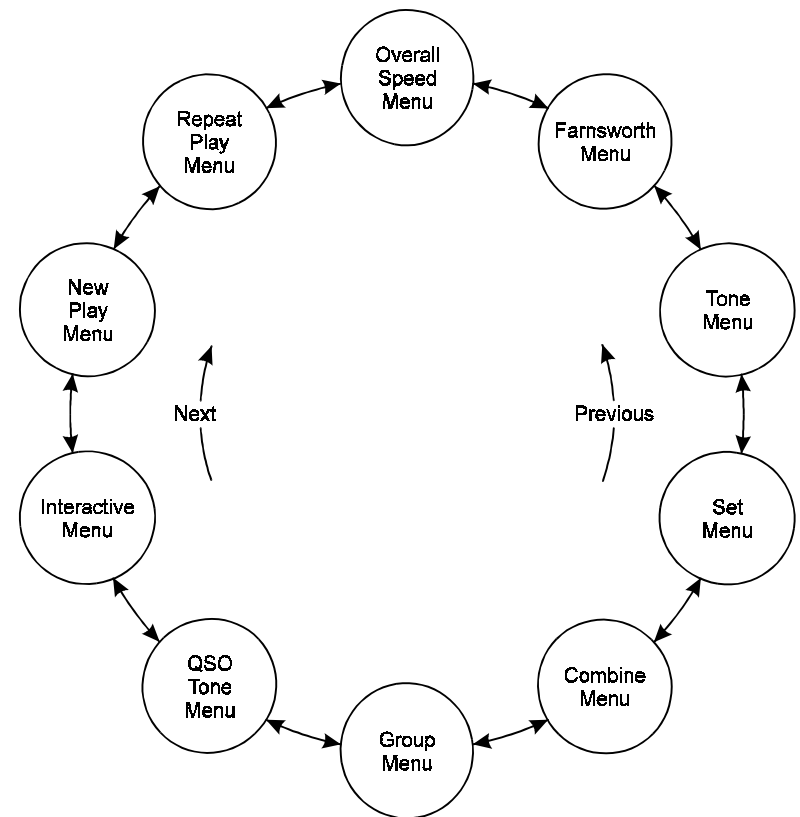 Overall
Speed
Menu
Farnsworth
Menu
Tone
Menu
Set
Menu
Combine
Menu
Group
Menu
QSO
Tone
Menu
Interactive
Menu
New
Play
Menu
Repeat
Play
Menu
Next
Previous